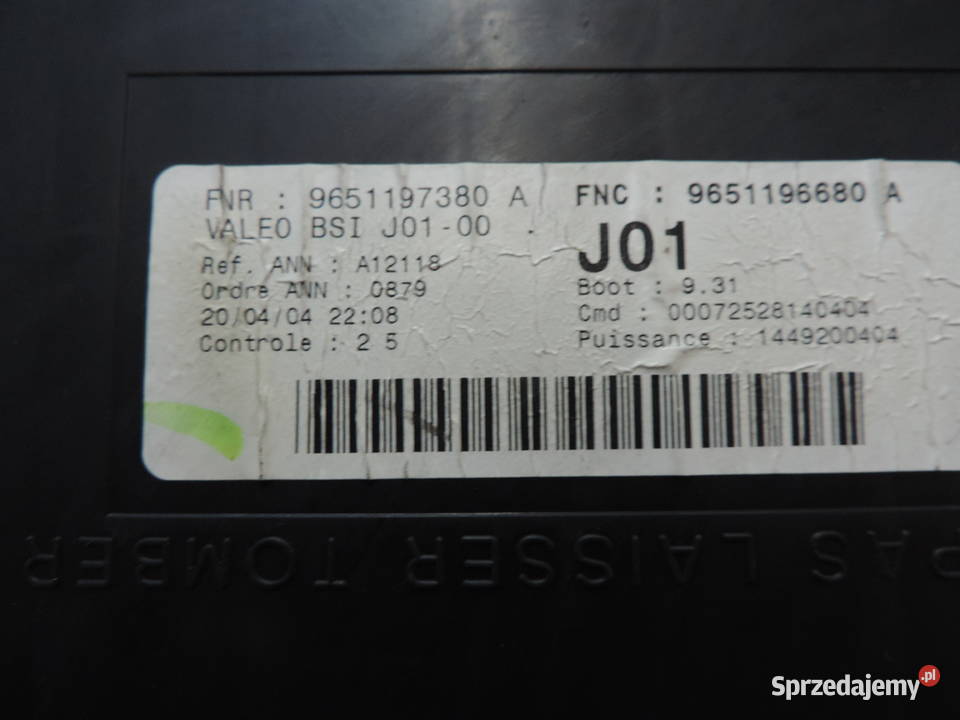 FNR : 9651197380 A FNC : 9651196680 A
VALEO BSI J01-00 . J01
Ref. ANN : A12118
Ordre ANN : 0879 Boot : 9.31
20/04/04 22:08 Cmd : 00072528140404
Controle : 2 5 Puissance : 1449200404
PAS LAISSER TOMBER
Sprzedajemy.pl